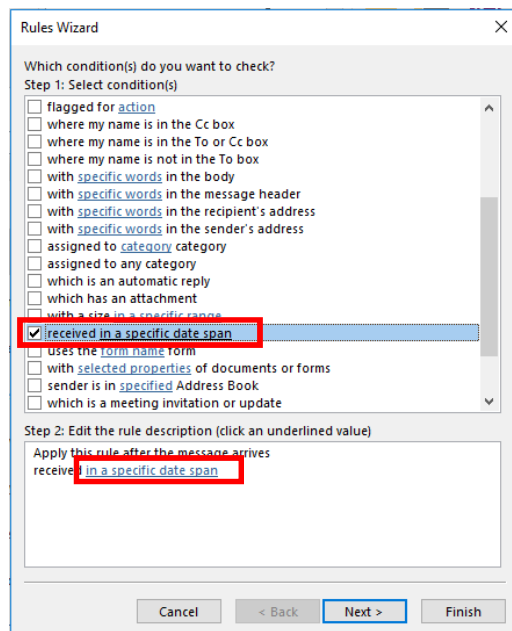 Rules Wizard
Which condition(s) do you want to check?
Step 1: Select condition(s)
flagged for action
where my name is in the Cc box
where my name is in the To or Cc box
where my name is not in the To box
with specific words in the body
with specific words in the message header
with specific words in the recipient's address
with specific words in the sender's address
assigned to category category
assigned to any category
which is an automatic reply
which has an attachment
with a size in a specific range
received in a specific date span
uses the form name form
with selected properties of documents or forms
sender is in specified Address Book
which is a meeting invitation or update
Step 2: Edit the rule description (click an underlined value)
Apply this rule after the message arrives
received in a specific date span
Cancel
< Back
Next >
Finish